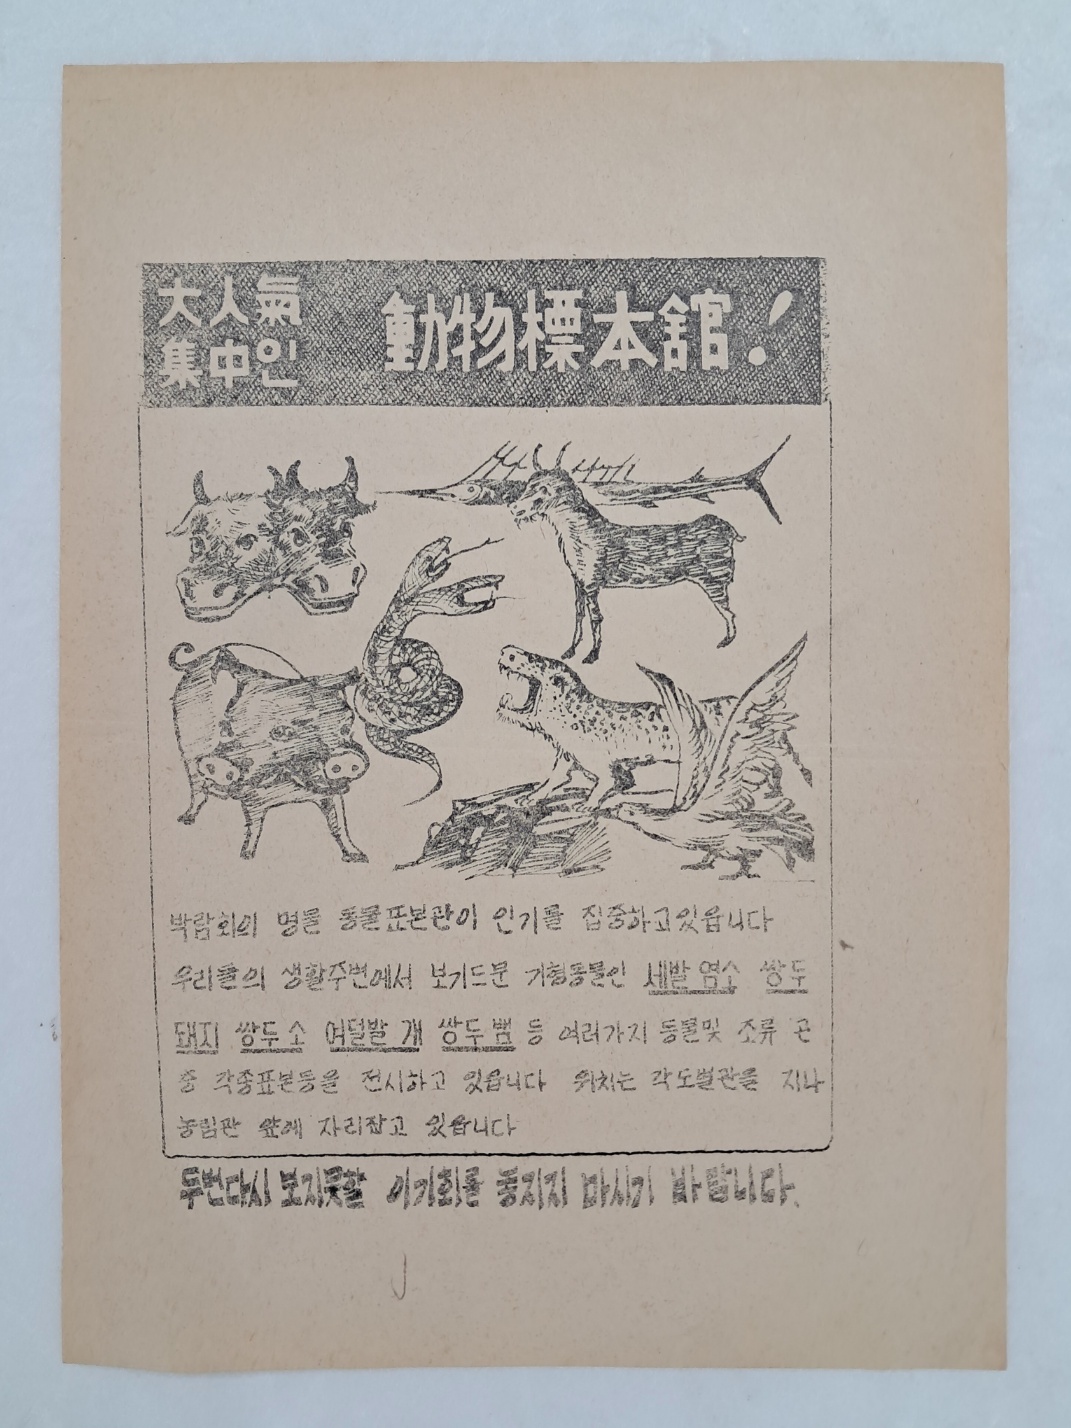 大人氣
集中인
動物標本館!
박람회의 명물 동물표본관이 인기를 집중하고있읍니다
우리들의 생활주변에서 보기드문 기형동물인 세발염소 쌍두
돼지 쌍두소 여덟발개 쌍두뱀 등 여러가지 동물및 조류 곤
충 각종표본등을 전시하고 있읍니다 위치는 각도별관을 지나
농림관 앞에 자리잡고 있읍니다
두번다시 보지못할 이기회를 놓지지 마시기 바랍니다.